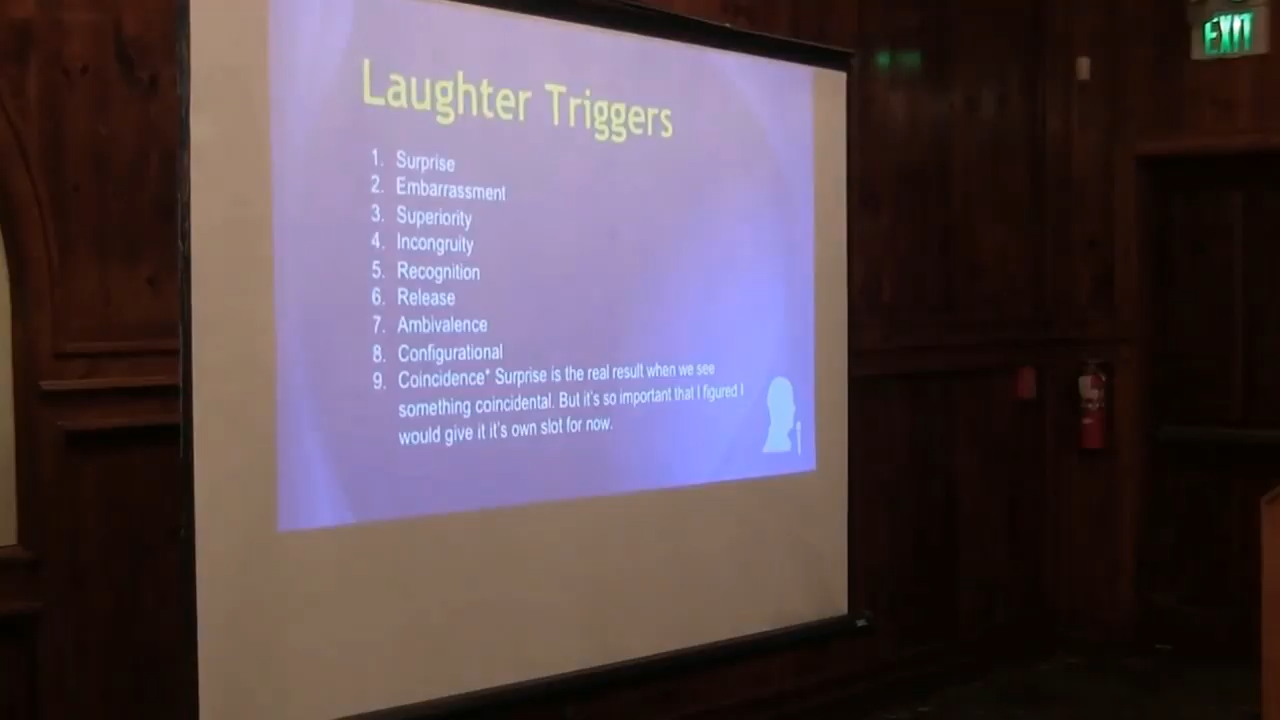 EXIT
Laughter Triggers
1. Surprise
2. Embarrassment
3. Superiority
4. Incongruity
5. Recognition
6. Release
7. Ambivalence
8. Configurational
9. Coincidence* Surprise is the real result when we see
something coincidental. But it's so important that I figured I
would give it it's own slot for now.